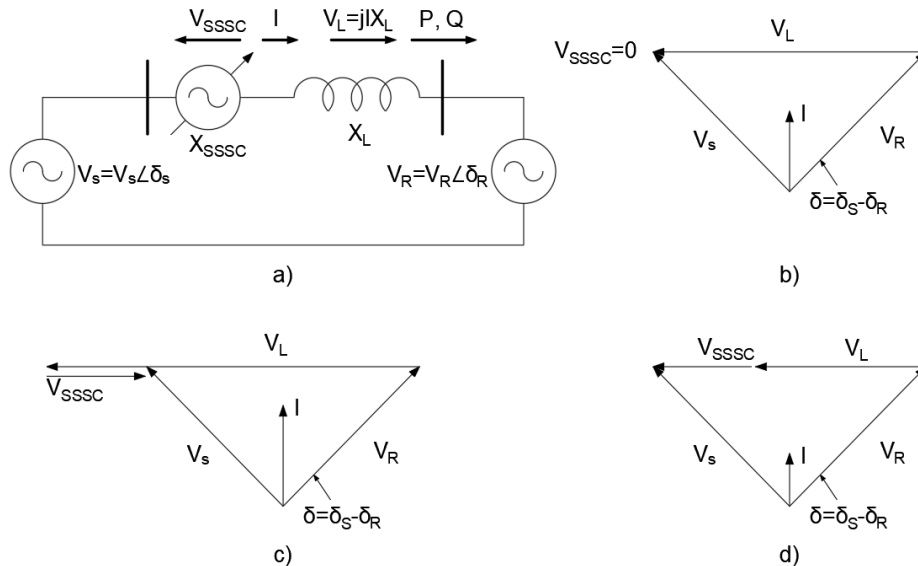 V_SSSC I V_L=jIX_L P, Q
X_SSSC X_L
V_s=V_s∠δ_s V_R=V_R∠δ_R
a)
V_SSSC=0 V_L
I
V_s V_R
δ=δ_S-δ_R
b)
V_L
V_SSSC
I
V_s V_R
δ=δ_S-δ_R
c)
V_SSSC V_L
I
V_s V_R
δ=δ_S-δ_R
d)